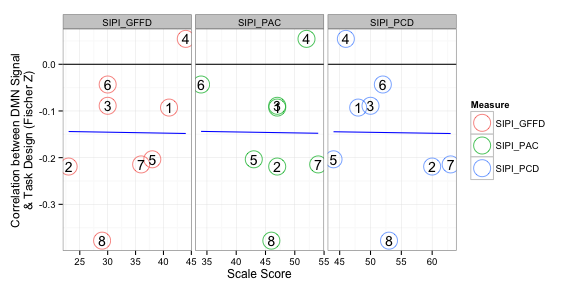 SIPI_GFFD SIPI_PAC SIPI_PCD
Correlation between DMN Signal
& Task Design (Fischer Z)
0.0
-0.1
-0.2
-0.3
4 6 3 1 2 7 5 8
4 6 3 1 5 2 7 8
4 6 1 3 5 2 7 8
25 30 35 40 45 35 40 45 50 55 45 50 55 60
Scale Score
Measure
SIPI_GFFD
SIPI_PAC
SIPI_PCD